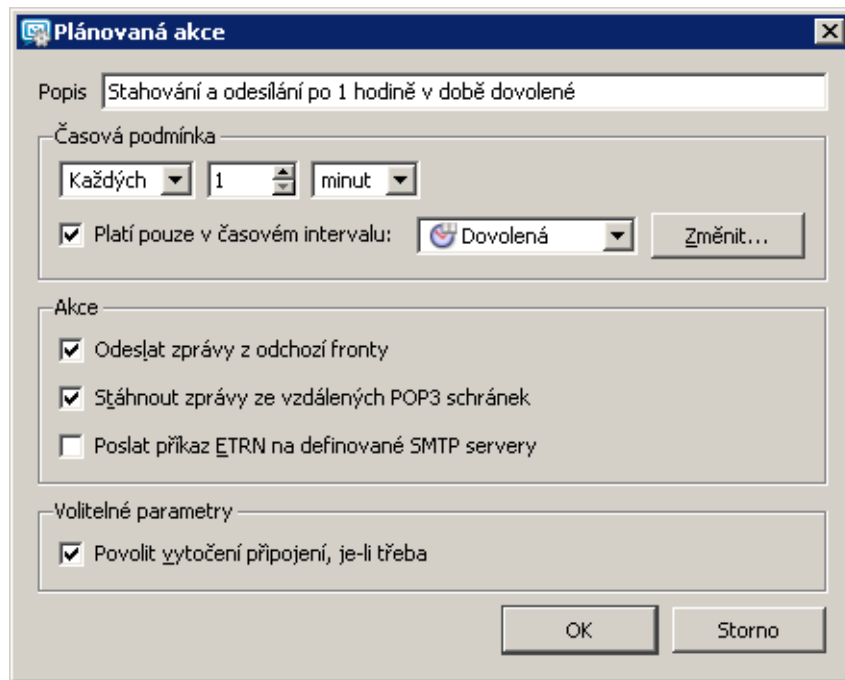 Plánovaná akce
Popis Stahování a odesílání po 1 hodině v době dovolené
Časová podmínka
Každých 1 minut
Platí pouze v časovém intervalu: Dovolená Změnit...
Akce
Odeslat zprávy z odchozí fronty
Stáhnout zprávy ze vzdálených POP3 schránek
Poslat příkaz ETRN na definované SMTP servery
Volitelné parametry
Povolit vytočení připojení, je-li třeba
OK Storno